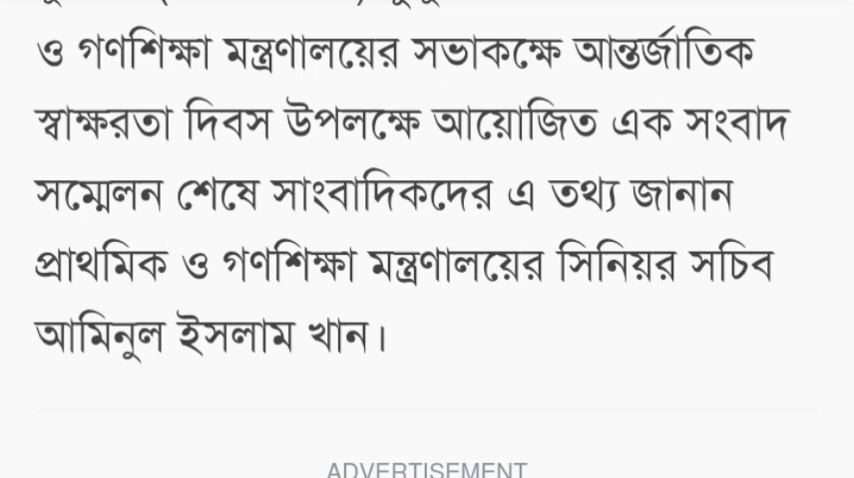 ও গণশিক্ষা মন্ত্রণালয়ের সভাকক্ষে আন্তর্জাতিক
স্বাক্ষরতা দিবস উপলক্ষে আয়োজিত এক সংবাদ
সম্মেলন শেষে সাংবাদিকদের এ তথ্য জানান
প্রাথমিক ও গণশিক্ষা মন্ত্রণালয়ের সিনিয়র সচিব
আমিনুল ইসলাম খান।
ADVERTISEMENT